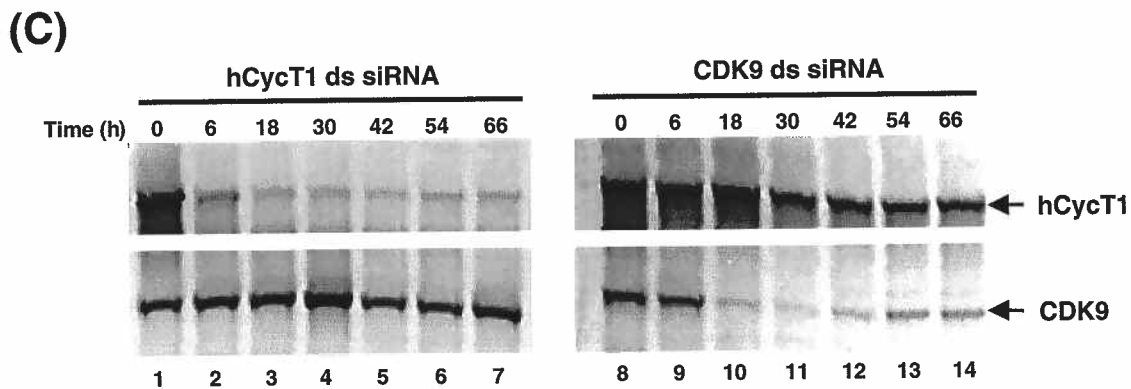 (C)
hCycT1 ds siRNA
CDK9 ds siRNA
Time (h) 0 6 18 30 42 54 66
0 6 18 30 42 54 66
hCycT1
CDK9
1 2 3 4 5 6 7
8 9 10 11 12 13 14